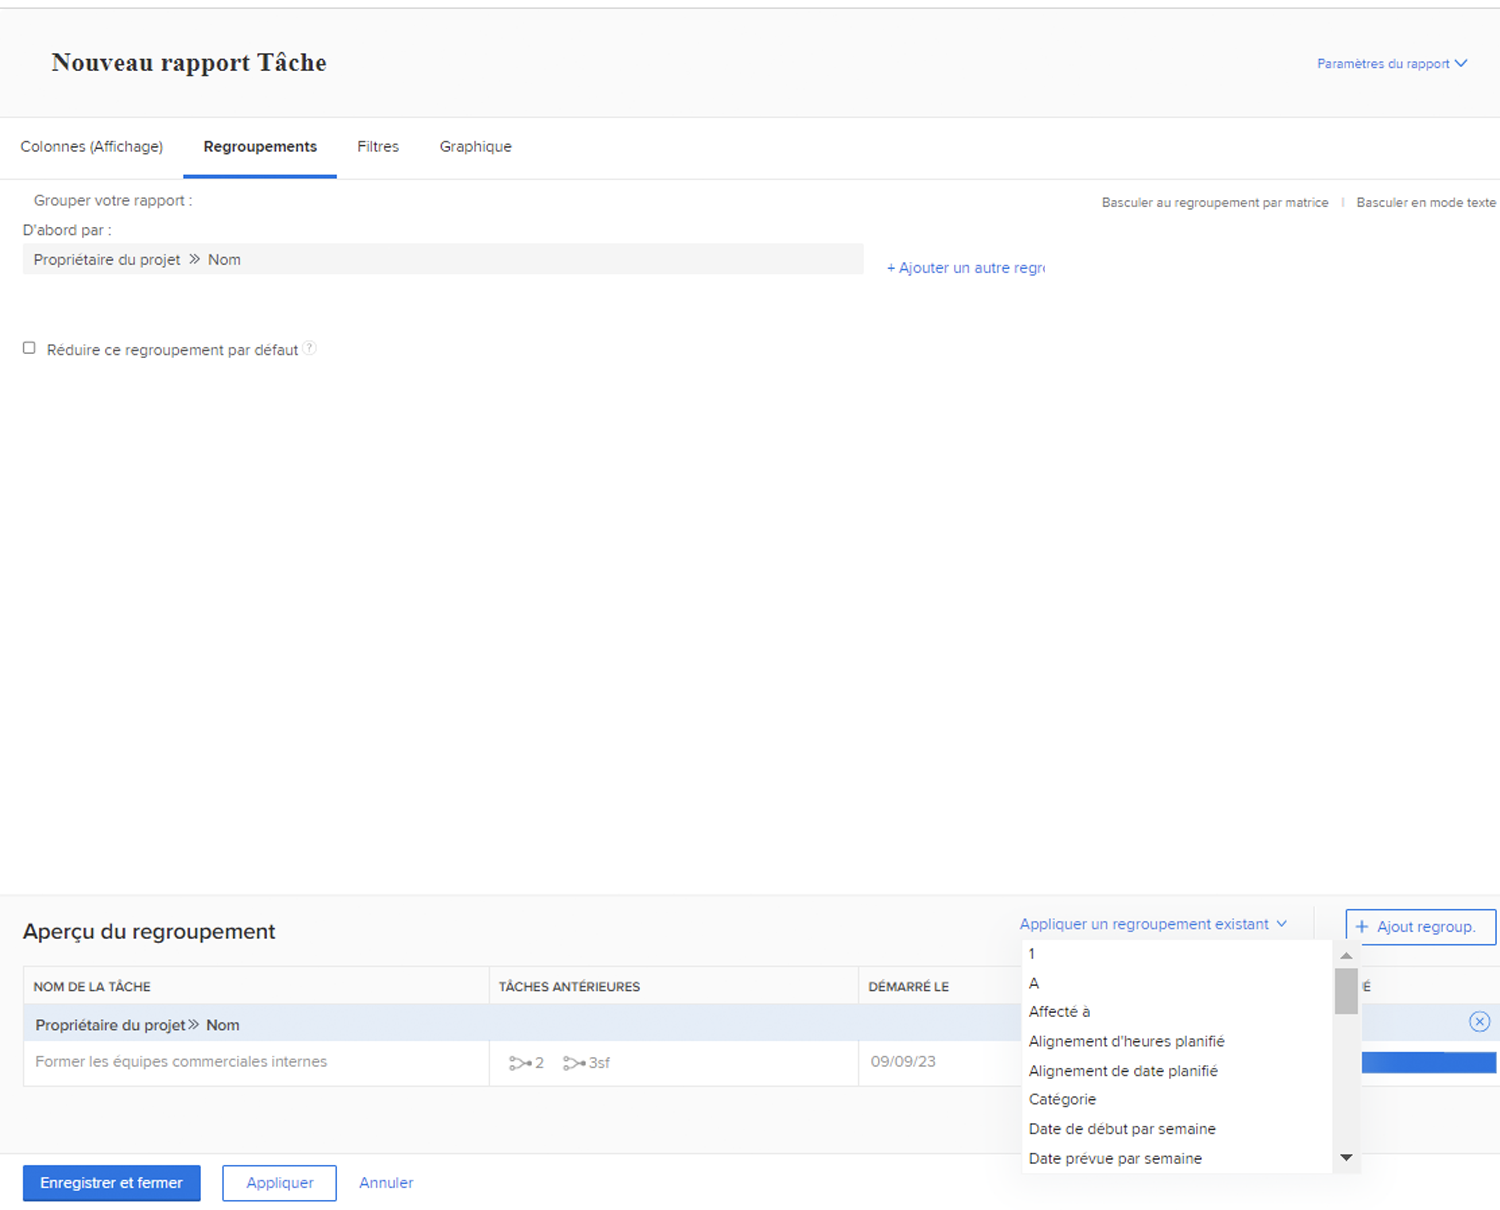 Nouveau rapport Tâche
Paramètres du rapport
Colonnes (Affichage) Regroupements Filtres Graphique
Grouper votre rapport :
Basculer au regroupement par matrice | Basculer en mode texte
D'abord par :
Propriétaire du projet » Nom
+ Ajouter un autre regr
Réduire ce regroupement par défaut ?
Aperçu du regroupement
Appliquer un regroupement existant
+ Ajout regroup.
1
A
Affecté à
Alignement d'heures planifié
Alignement de date planifié
Catégorie
Date de début par semaine
Date prévue par semaine
NOM DE LA TÂCHE TÂCHES ANTÉRIEURES DÉMARRÉ LE É
Propriétaire du projet» Nom
Former les équipes commerciales internes 2 3sf 09/09/23
Enregistrer et fermer Appliquer Annuler